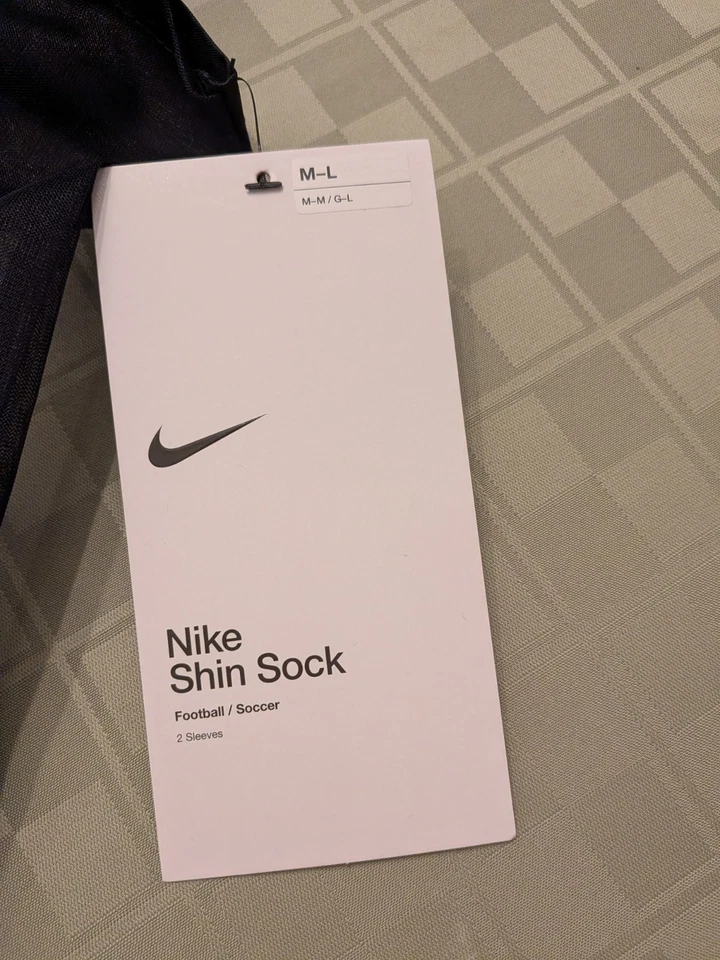 M–L
M–M / G–L
Nike
Shin Sock
Football / Soccer
2 Sleeves